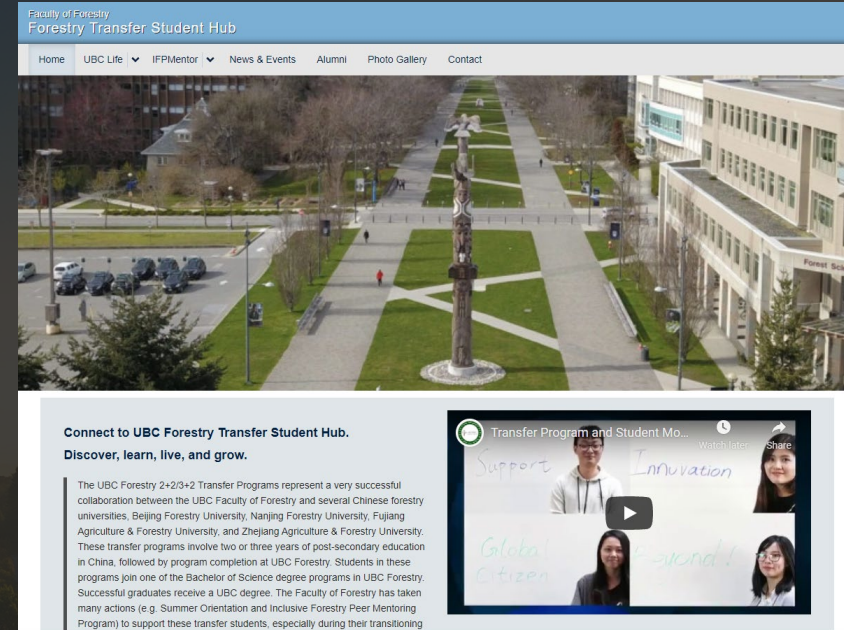 Faculty of Forestry
Forestry Transfer Student Hub
Home UBC Life IFPMentor News & Events Alumni Photo Gallery Contact
Forest Sci
Connect to UBC Forestry Transfer Student Hub.
Discover, learn, live, and grow.
The UBC Forestry 2+2/3+2 Transfer Programs represent a very successful
collaboration between the UBC Faculty of Forestry and several Chinese forestry
universities, Beijing Forestry University, Nanjing Forestry University, Fujiang
Agriculture & Forestry University, and Zhejiang Agriculture & Forestry University.
These transfer programs involve two or three years of post-secondary education
in China, followed by program completion at UBC Forestry. Students in these
programs join one of the Bachelor of Science degree programs in UBC Forestry.
Successful graduates receive a UBC degree. The Faculty of Forestry has taken
many actions (e.g. Summer Orientation and Inclusive Forestry Peer Mentoring
Program) to support these transfer students, especially during their transitioning
Transfer Program and Student Mo...
Watch later
Share
Support
Innuvation
Global
Citizen